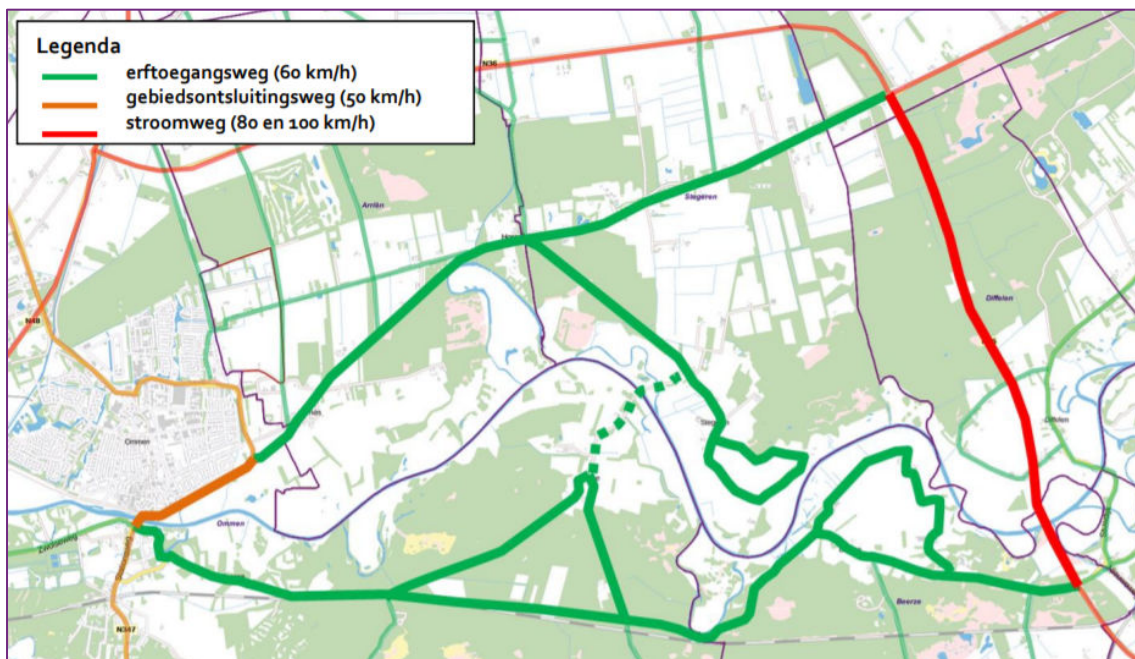 Legenda
erftoegangsweg (60 km/h)
gebiedsontsluitingsweg (50 km/h)
stroomweg (80 en 100 km/h)
N36
Arriën
Stegeren
N48
Diffelen
Diffelen
Ommen
Ommen
Beerze
N347